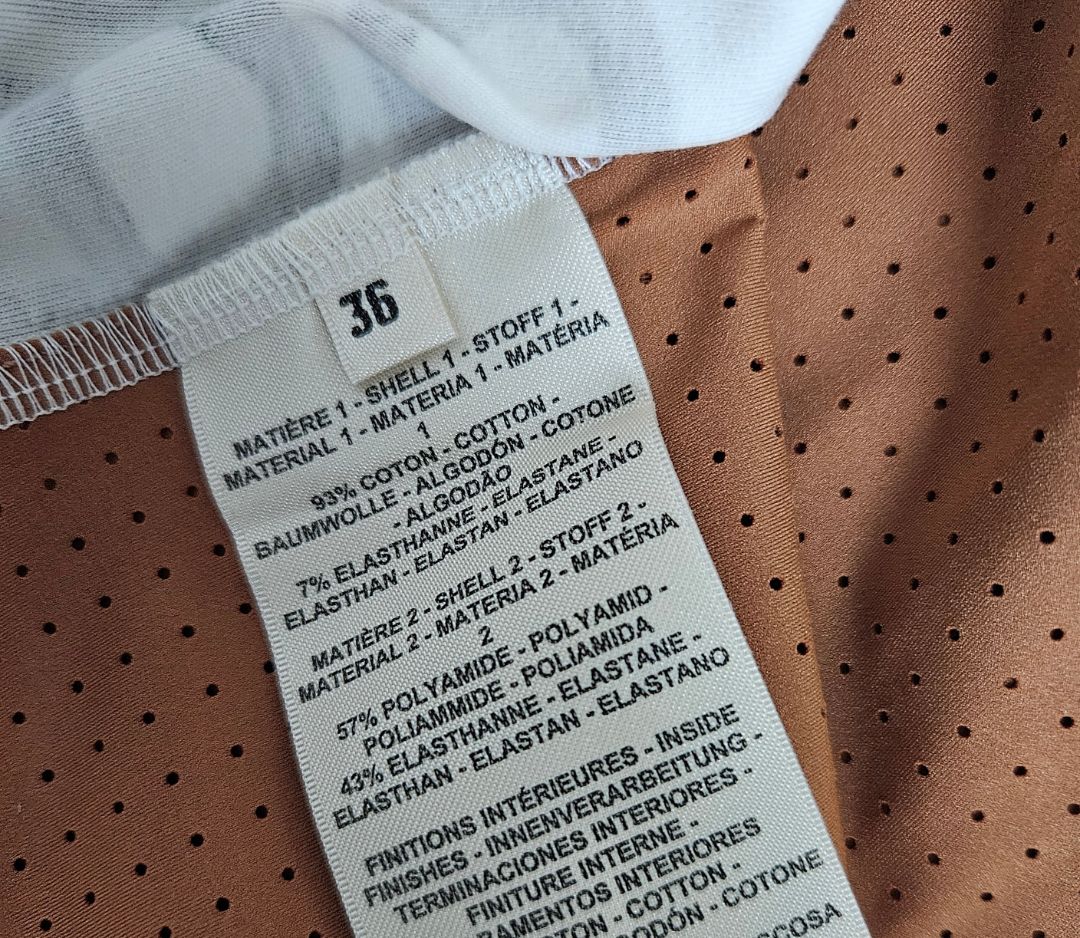 36
MATIÈRE 1 - SHELL 1 - STOFF 1 -
MATERIAL 1 - MATERIA 1 - MATÉRIA
1
93% COTON - COTTON -
BAUMWOLLE - ALGODÓN - COTONE
- ALGODÃO
7% ELASTHANNE - ELASTANE -
ELASTHAN - ELASTAN - ELASTANO
MATIÈRE 2 - SHELL 2 - STOFF 2 -
MATERIAL 2 - MATERIA 2 - MATÉRIA
2
57% POLYAMIDE - POLYAMID -
POLIAMMIDE - POLIAMIDA
43% ELASTHANNE - ELASTANE -
ELASTHAN - ELASTAN - ELASTANO
FINITIONS INTÉRIEURES - INSIDE
FINISHES - INNENVERARBEITUNG -
TERMINACIONES INTERIORES -
FINITURE INTERNE -
INTERIORES
- COTTON -
- COTONE